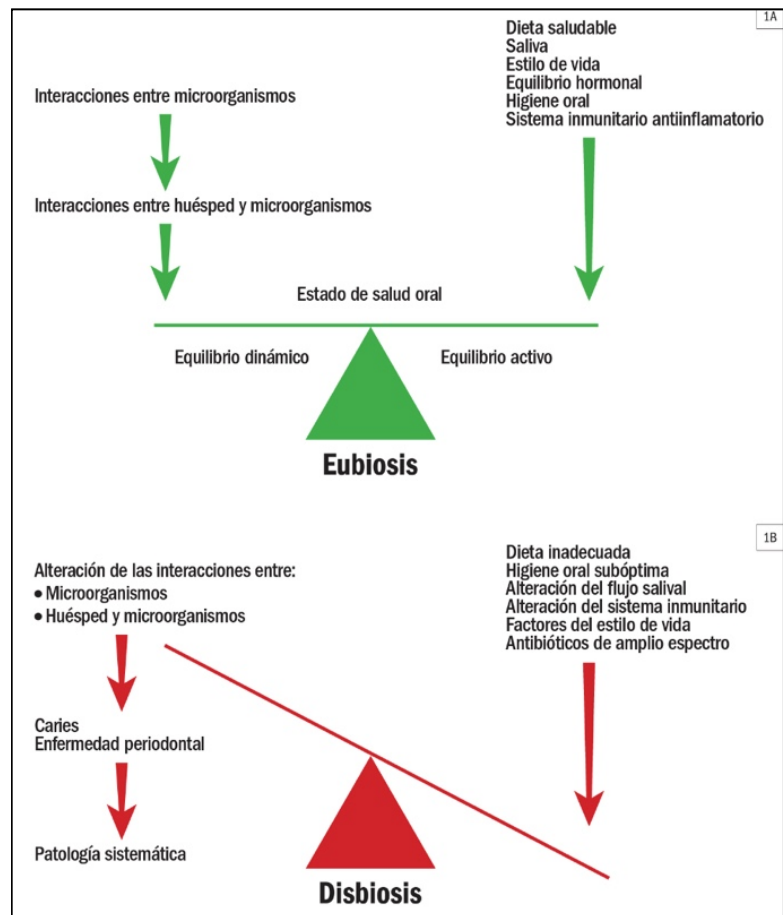 1A
Dieta saludable
Saliva
Estilo de vida
Equilibrio hormonal
Higiene oral
Sistema inmunitario antiinflamatorio
Interacciones entre microorganismos
Interacciones entre huésped y microorganismos
Estado de salud oral
Equilibrio dinámico
Equilibrio activo
Eubiosis
1B
Alteración de las interacciones entre:
• Microorganismos
• Huésped y microorganismos
Dieta inadecuada
Higiene oral subóptima
Alteración del flujo salival
Alteración del sistema inmunitario
Factores del estilo de vida
Antibióticos de amplio espectro
Caries
Enfermedad periodontal
Patología sistemática
Disbiosis